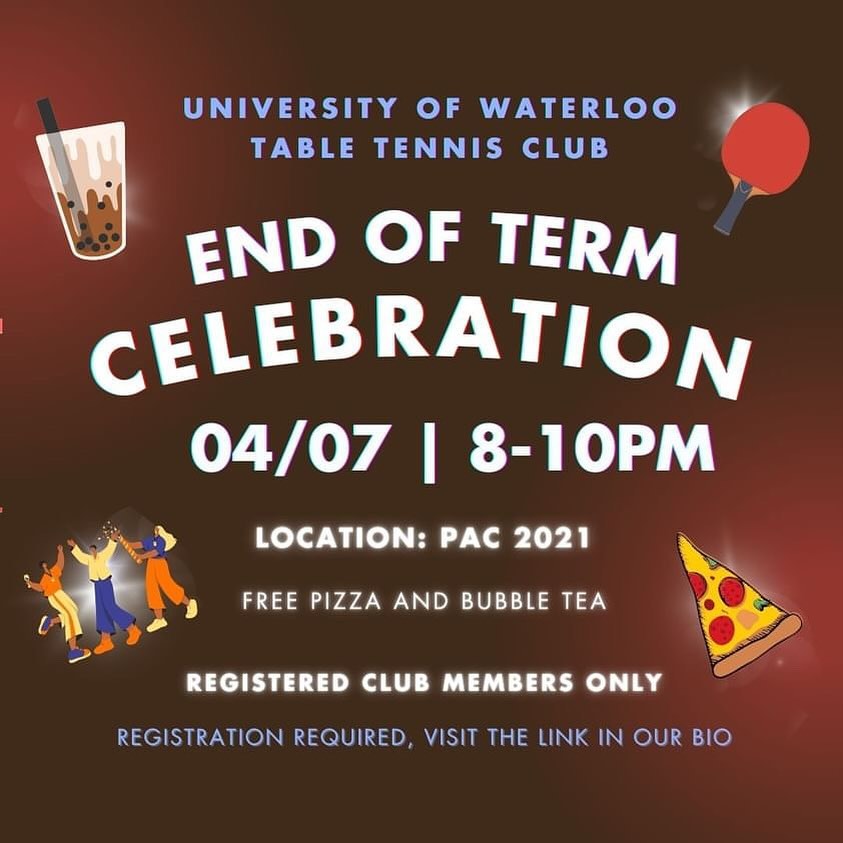 UNIVERSITY OF WATERLOO
TABLE TENNIS CLUB
END OF TERM
CELEBRATION
04/07 | 8-10PM
LOCATION: PAC 2021
FREE PIZZA AND BUBBLE TEA
REGISTERED CLUB MEMBERS ONLY
REGISTRATION REQUIRED, VISIT THE LINK IN OUR BIO